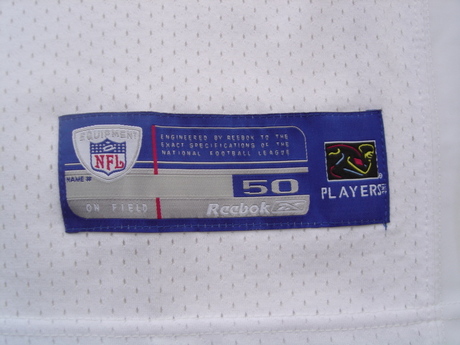 EQUIPMENT
NFL
ENGINEERED BY REEBOK TO THE
EXACT SPECIFICATIONS OF THE
NATIONAL FOOTBALL LEAGUE
50
ON FIELD
Reebok
PLAYERS